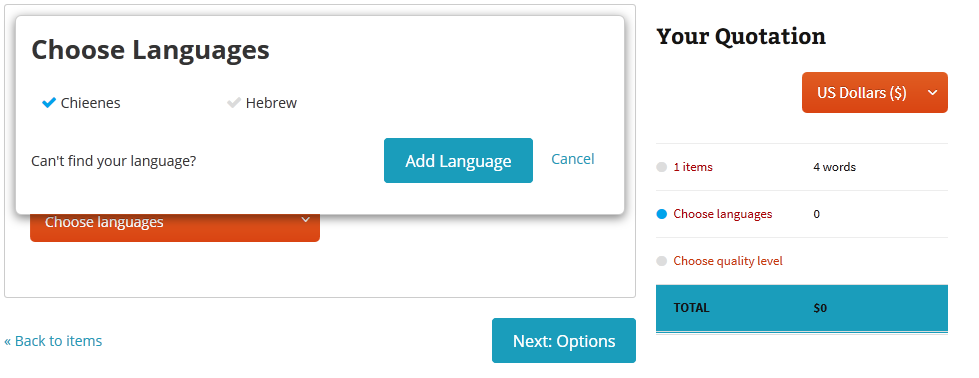 Choose Languages
Chieenes
Hebrew
Can't find your language?
Add Language
Cancel
Choose languages
« Back to items
Next: Options
Your Quotation
US Dollars ($)
1 items
4 words
Choose languages
0
Choose quality level
TOTAL
$0